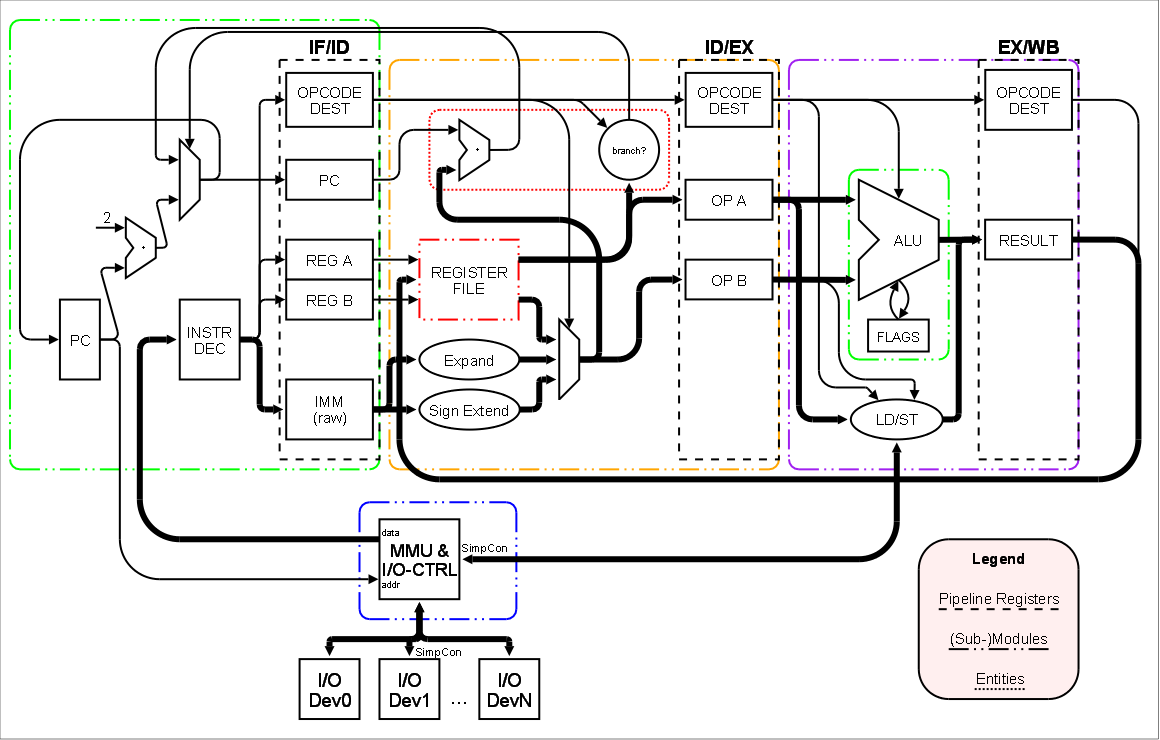 IF/ID
ID/EX
EX/WB
OPCODE
DEST
OPCODE
DEST
OPCODE
DEST
branch?
+
PC
OP A
2
+
ALU
RESULT
REG A
REGISTER
FILE
REG B
OP B
PC
INSTR
DEC
FLAGS
Expand
IMM
(raw)
Sign Extend
LD/ST
data
MMU &
I/O-CTRL
addr
SimpCon
SimpCon
I/O
Dev0
I/O
Dev1
...
I/O
DevN
Legend
Pipeline Registers
(Sub-)Modules
Entities